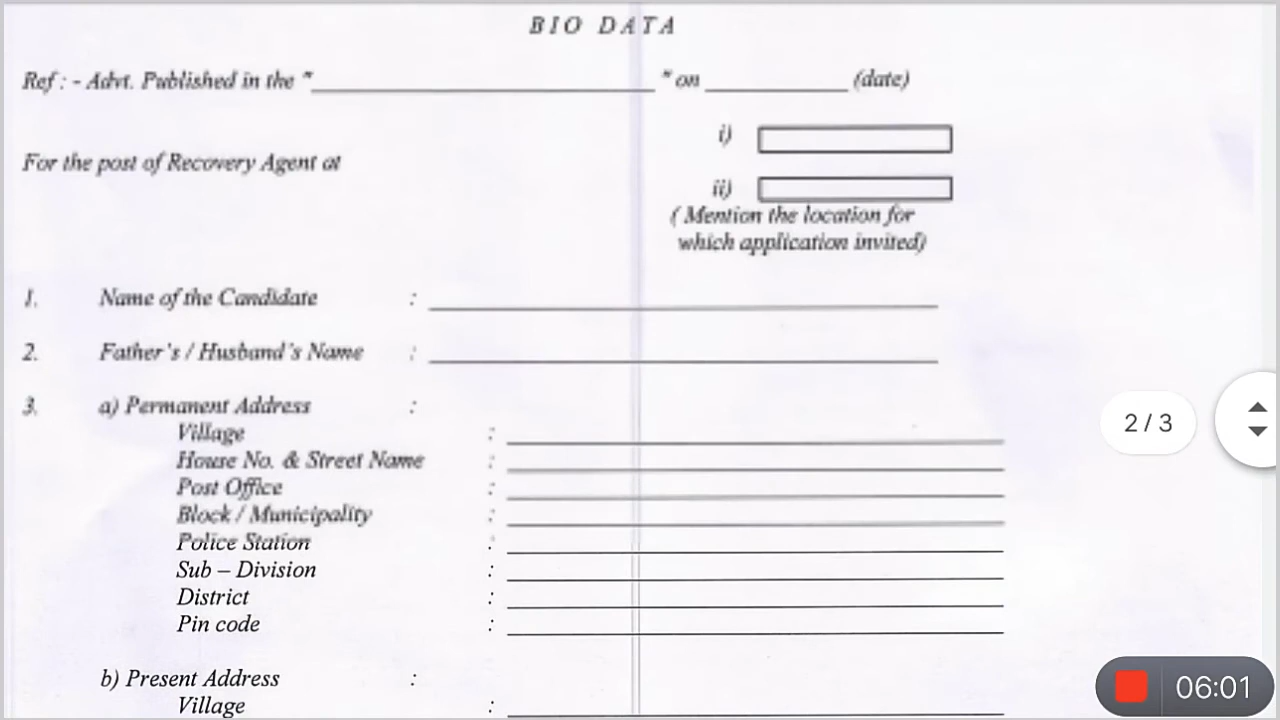 BIO DATA
Ref : - Advt. Published in the "____________________" on __________ (date)
i)
For the post of Recovery Agent at
ii)
( Mention the location for
which application invited)
1. Name of the Candidate :
2. Father's / Husband's Name :
3. a) Permanent Address :
Village :
House No. & Street Name :
Post Office :
Block / Municipality :
Police Station :
Sub – Division :
District :
Pin code :
2 / 3
b) Present Address :
Village :
06:01